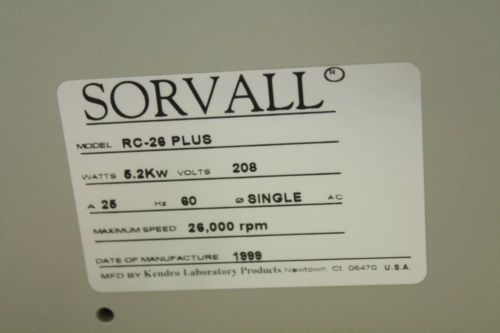 SORVALL ®
MODEL RC-26 PLUS
WATTS 5.2Kw VOLTS 208
A 25 Hz 60 ø SINGLE AC
MAXIMUM SPEED 26,000 rpm
DATE OF MANUFACTURE 1999
MFD BY Kendro Laboratory Products Newtown, Ct. 06470 U.S.A.